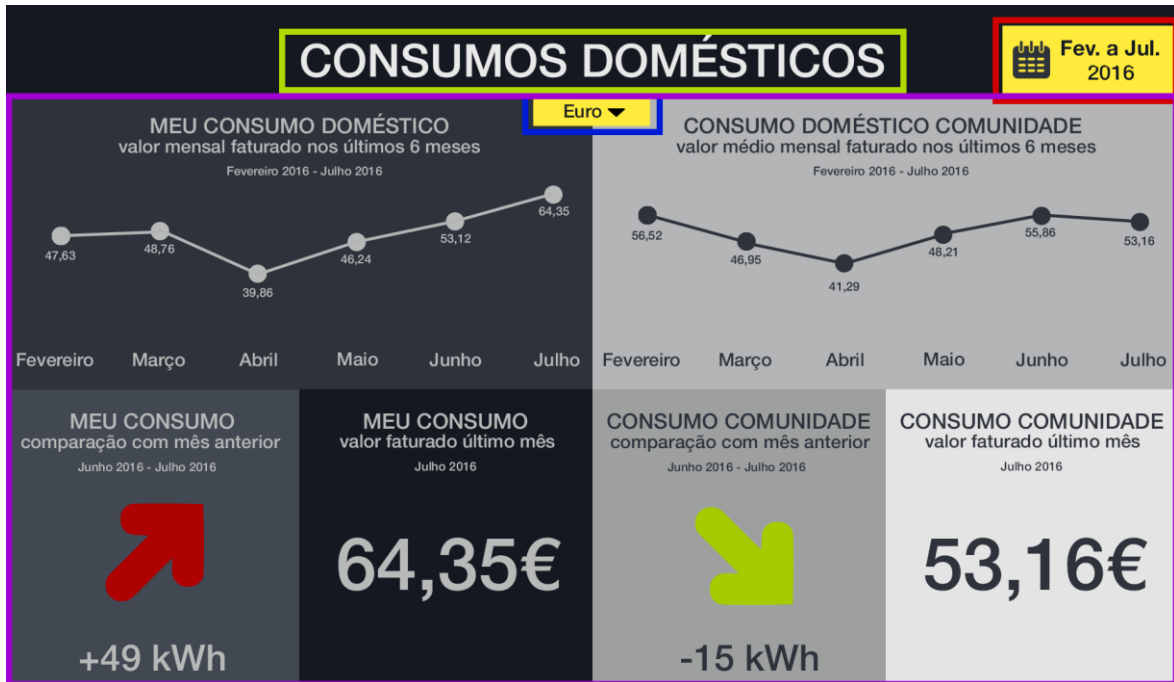 CONSUMOS DOMÉSTICOS
Fev. a Jul.
2016
Euro
MEU CONSUMO DOMÉSTICO
valor mensal faturado nos últimos 6 meses
Fevereiro 2016 - Julho 2016
47,63
48,76
39,86
46,24
53,12
64,35
Fevereiro Março Abril Maio Junho Julho
CONSUMO DOMÉSTICO COMUNIDADE
valor médio mensal faturado nos últimos 6 meses
Fevereiro 2016 - Julho 2016
56,52
46,95
41,29
48,21
55,86
53,16
Fevereiro Março Abril Maio Junho Julho
MEU CONSUMO
comparação com mês anterior
Junho 2016 - Julho 2016
+49 kWh
MEU CONSUMO
valor faturado último mês
Julho 2016
64,35€
CONSUMO COMUNIDADE
comparação com mês anterior
Junho 2016 - Julho 2016
-15 kWh
CONSUMO COMUNIDADE
valor faturado último mês
Julho 2016
53,16€